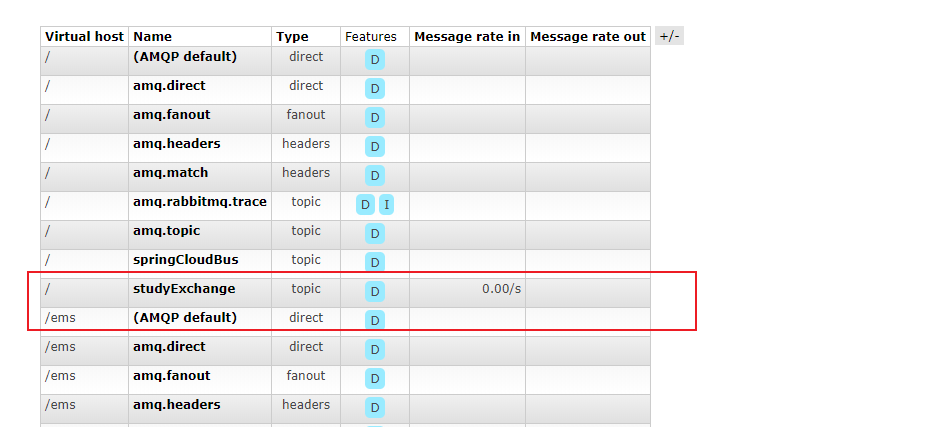 Virtual host Name Type Features Message rate in Message rate out +/-
/ (AMQP default) direct D
/ amq.direct direct D
/ amq.fanout fanout D
/ amq.headers headers D
/ amq.match headers D
/ amq.rabbitmq.trace topic D I
/ amq.topic topic D
/ springCloudBus topic D
/ studyExchange topic D 0.00/s
/ems (AMQP default) direct D
/ems amq.direct direct D
/ems amq.fanout fanout D
/ems amq.headers headers D